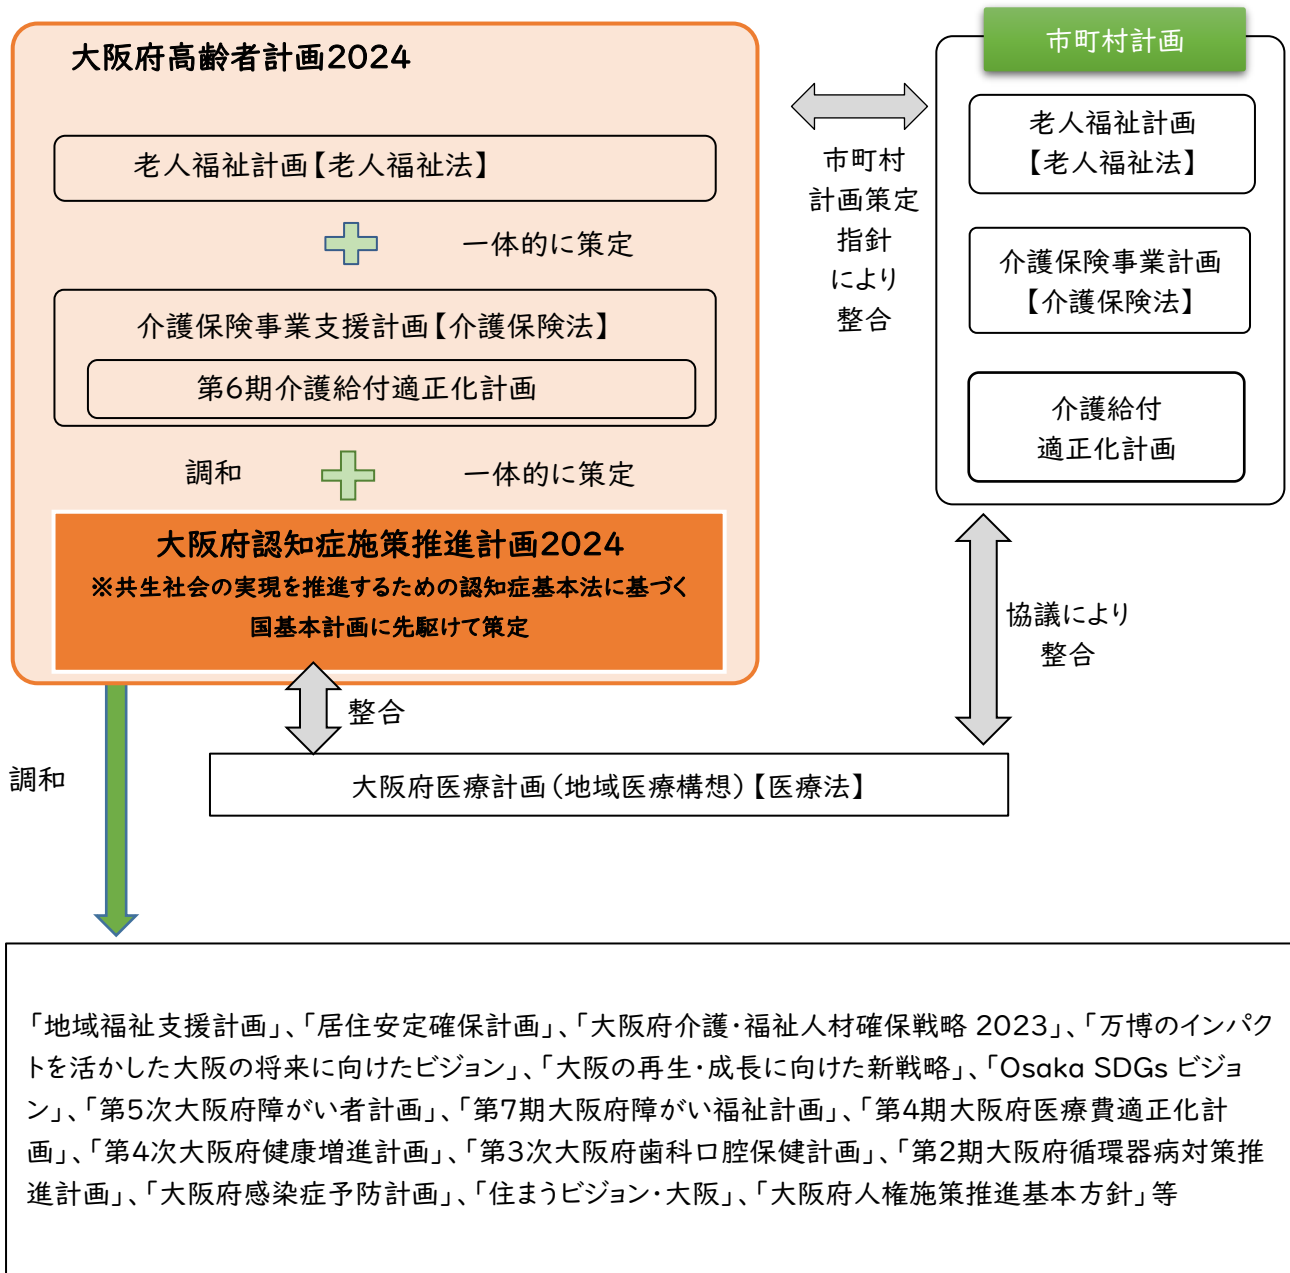 大阪府高齢者計画2024
老人福祉計画【老人福祉法】
一体的に策定
介護保険事業支援計画【介護保険法】
第6期介護給付適正化計画
調和
一体的に策定
大阪府認知症施策推進計画2024
※共生社会の実現を推進するための認知症基本法に基づく
国基本計画に先駆けて策定
市町村
計画策定
指針
により
整合
市町村計画
老人福祉計画
【老人福祉法】
介護保険事業計画
【介護保険法】
介護給付
適正化計画
協議により
整合
整合
大阪府医療計画(地域医療構想)【医療法】
調和
「地域福祉支援計画」、「居住安定確保計画」、「大阪府介護・福祉人材確保戦略 2023」、「万博のインパク
トを活かした大阪の将来に向けたビジョン」、「大阪の再生・成長に向けた新戦略」、「Osaka SDGs ビジョ
ン」、「第5次大阪府障がい者計画」、「第7期大阪府障がい福祉計画」、「第4期大阪府医療費適正化計
画」、「第4次大阪府健康増進計画」、「第3次大阪府歯科口腔保健計画」、「第2期大阪府循環器病対策推
進計画」、「大阪府感染症予防計画」、「住まうビジョン・大阪」、「大阪府人権施策推進基本方針」等